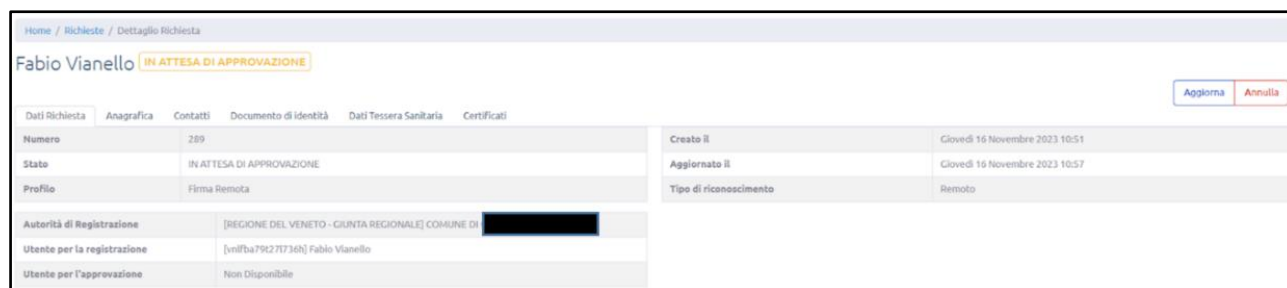 Home / Richieste / Dettaglio Richiesta
Fabio Vianello IN ATTESA DI APPROVAZIONE
Aggiorna Annulla
Dati Richiesta Anagrafica Contatti Documento di identità Dati Tessera Sanitaria Certificati
Numero 289
Stato IN ATTESA DI APPROVAZIONE
Profilo Firma Remota
Creato il Giovedì 16 Novembre 2023 10:51
Aggiornato il Giovedì 16 Novembre 2023 10:57
Tipo di riconoscimento Remoto
Autorità di Registrazione [REGIONE DEL VENETO - GIUNTA REGIONALE] COMUNE DI
Utente per la registrazione [vnlfba79t27l736h] Fabio Vianello
Utente per l'approvazione Non Disponibile